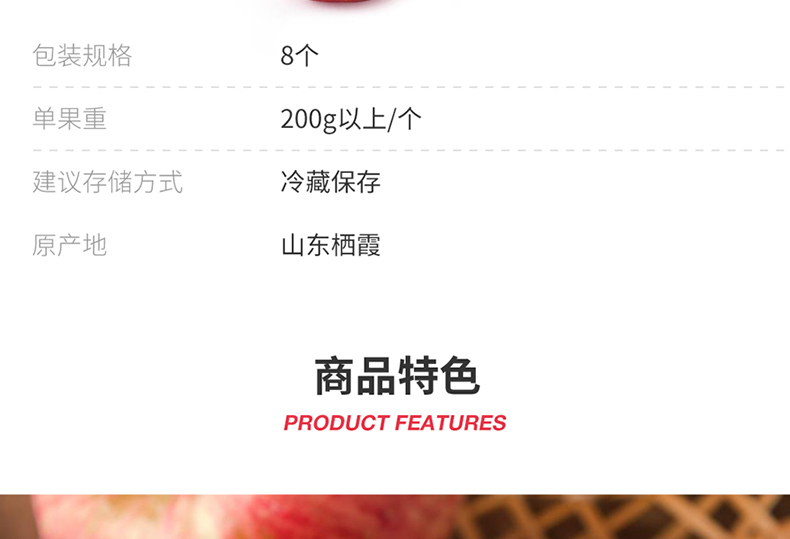 包装规格 8个
单果重 200g以上/个
建议存储方式 冷藏保存
原产地 山东栖霞
商品特色
PRODUCT FEATURES